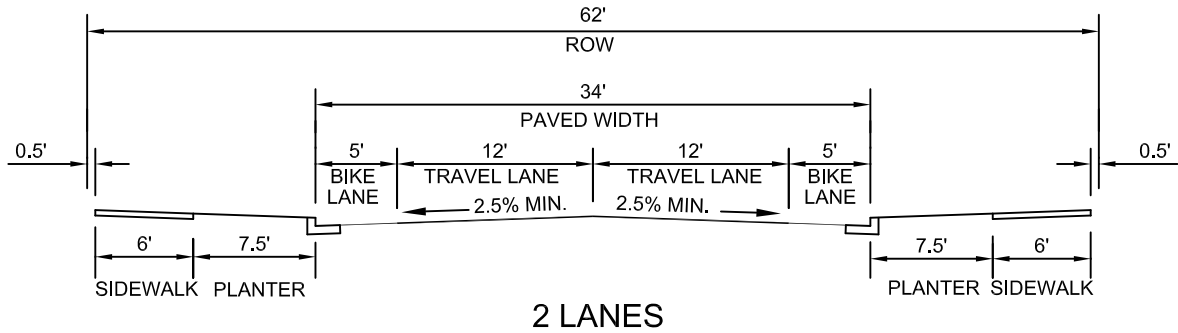 62'
ROW
34'
PAVED WIDTH
0.5' 5' 12' 12' 5' 0.5'
BIKE LANE TRAVEL LANE TRAVEL LANE BIKE LANE
2.5% MIN. 2.5% MIN.
6' 7.5' 7.5' 6'
SIDEWALK PLANTER PLANTER SIDEWALK
2 LANES